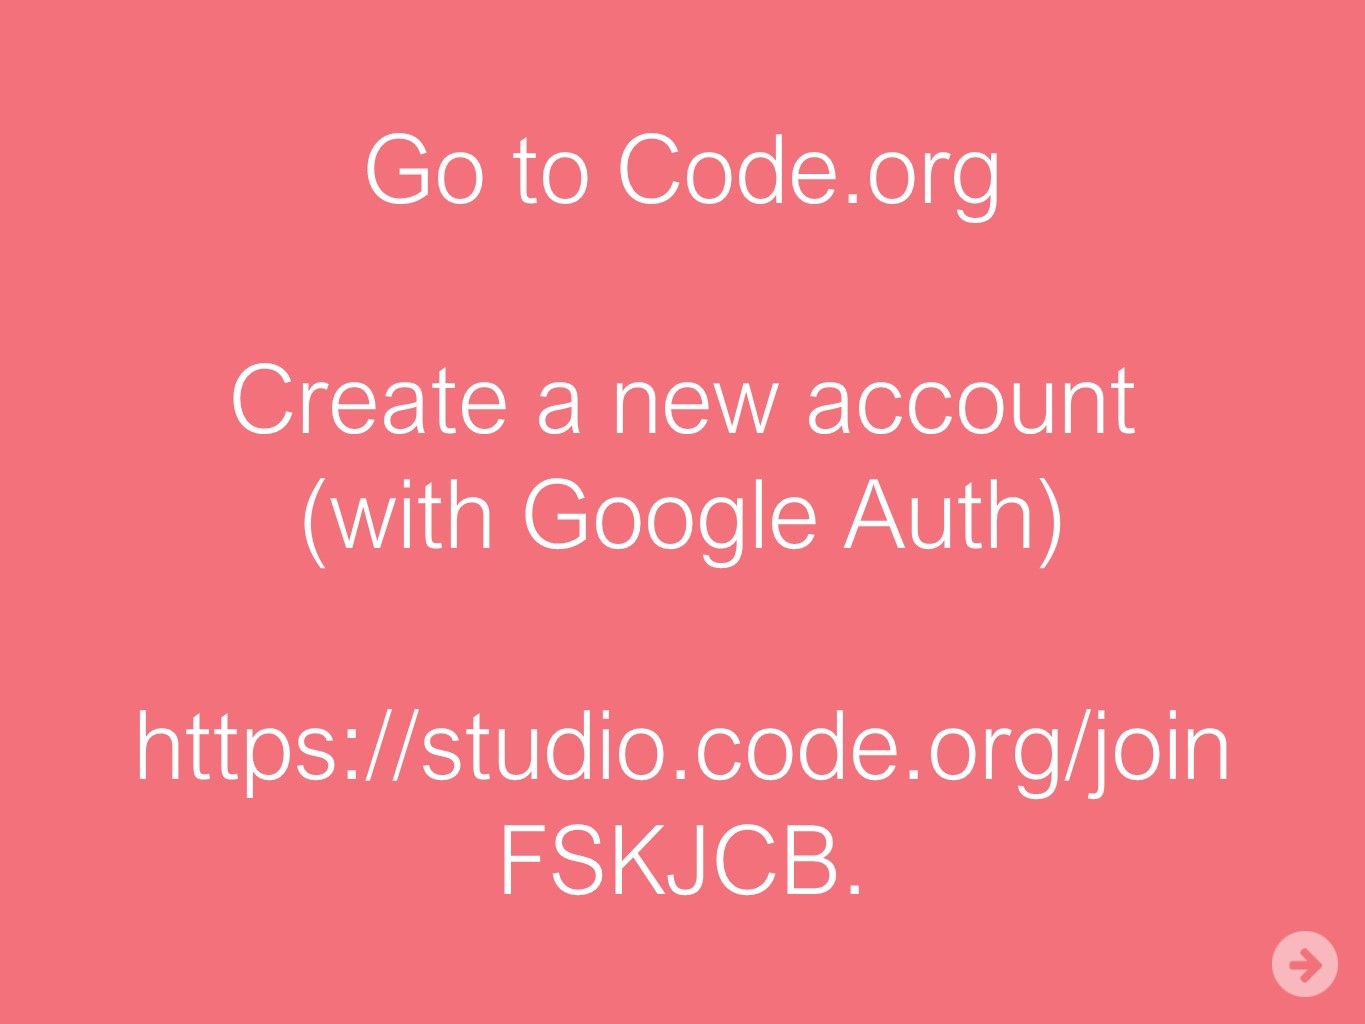 Go to Code.org
Create a new account
(with Google Auth)
https://studio.code.org/join
FSKJCB.